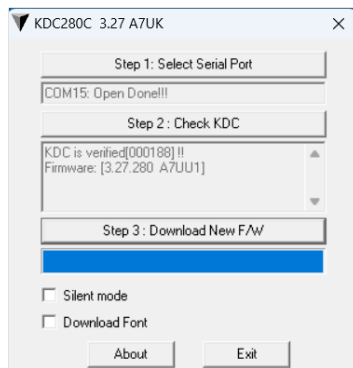 KDC280C 3.27 A7UK
Step 1: Select Serial Port
COM15: Open Done!!!
Step 2 : Check KDC
KDC is verified[000188] !!
Firmware: [3.27.280 A7UU1]
Step 3 : Download New F/W
Silent mode
Download Font
About Exit